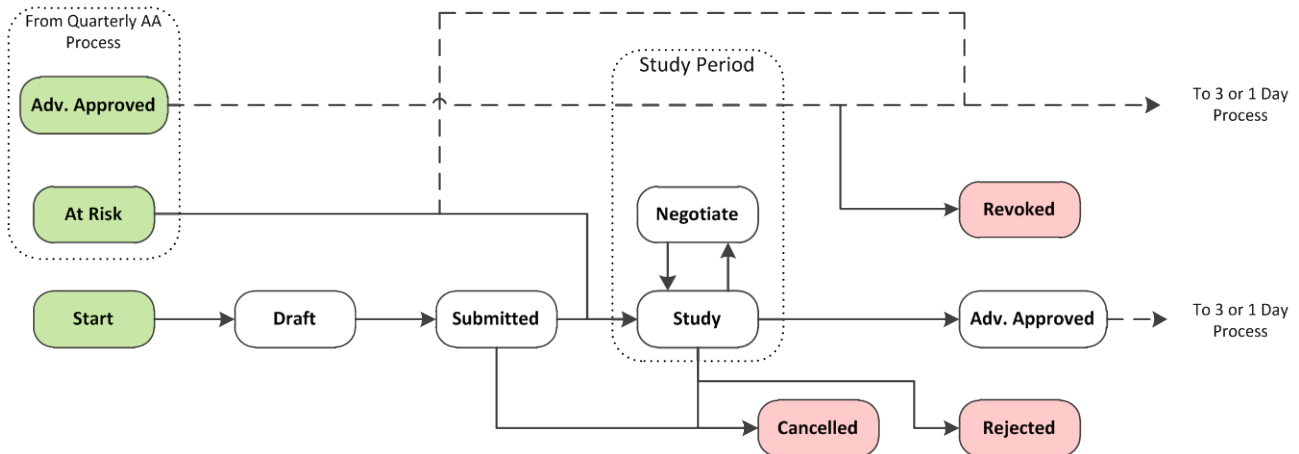 From Quarterly AA
Process
Study Period
Adv. Approved
To 3 or 1 Day
Process
At Risk
Negotiate
Revoked
Start
Draft
Submitted
Study
Adv. Approved
To 3 or 1 Day
Process
Cancelled
Rejected